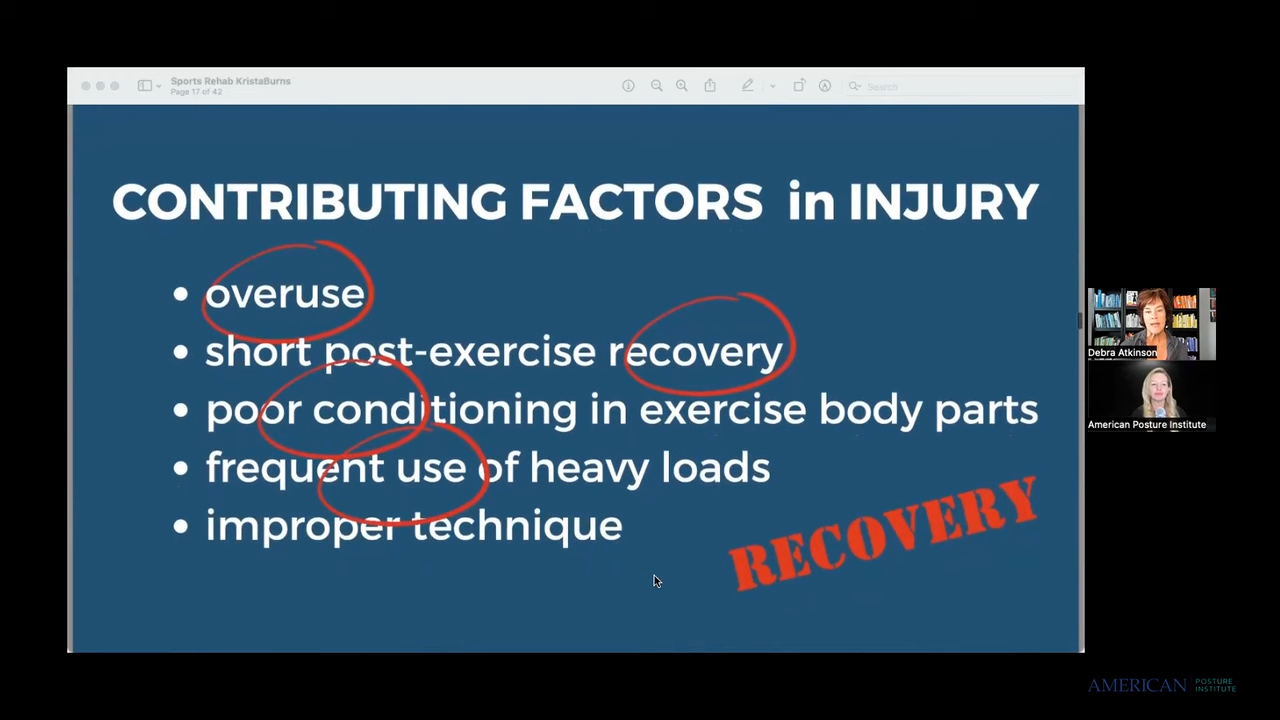 Sports Rehab KristaBurns
Page 17 of 42
Search
CONTRIBUTING FACTORS in INJURY
• overuse
• short post-exercise recovery
• poor conditioning in exercise body parts
• frequent use of heavy loads
• improper technique
RECOVERY
Debra Atkinson
American Posture Institute
AMERICAN POSTURE
INSTITUTE